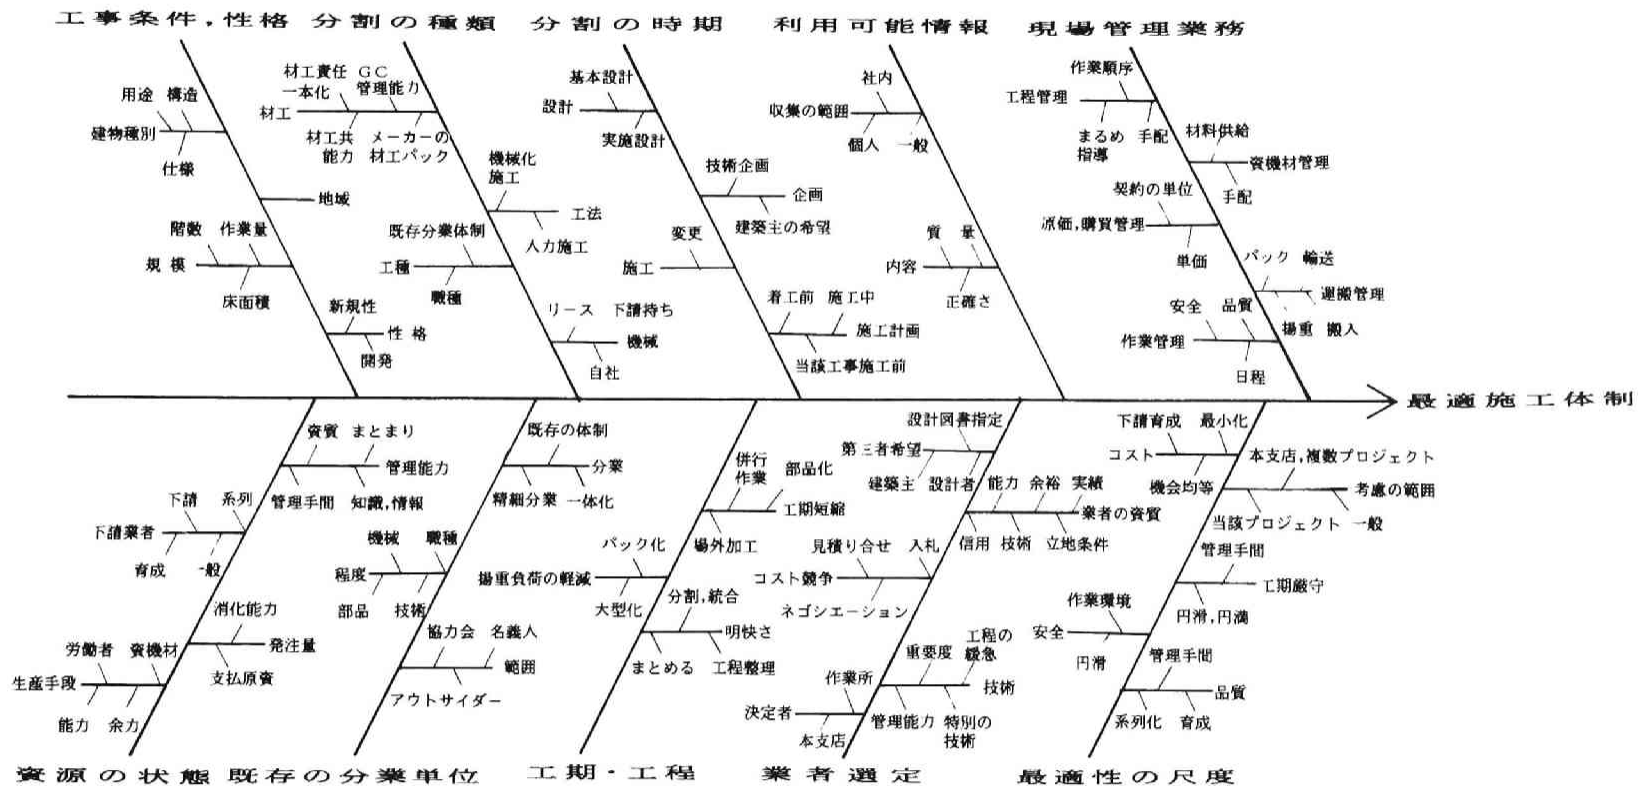 工事条件,性格
分割の種類
分割の時期
利用可能情報
現場管理業務
用途 構造
建物種別
仕様
地域
階数 作業量
規模
床面積
新規性
性格
開発
材工責任
一本化
GC
管理能力
材工
材工共
能力
メーカーの
材工パック
機械化
施工
工法
人力施工
既存分業体制
工種
職種
リース 下請持ち
機械
自社
基本設計
設計
実施設計
技術企画
企画
建築主の希望
変更
施工
着工前 施工中
施工計画
当該工事施工前
社内
収集の範囲
個人 一般
質 量
内容
正確さ
作業順序
工程管理
まるめ
指導
手配
材料供給
資機材管理
手配
契約の単位
原価,購買管理
単価
パック 輸送
運搬管理
揚重 搬入
安全 品質
作業管理
日程
最適施工体制
資質 まとまり
管理能力
管理手間 知識,情報
下請 系列
下請業者
育成 一般
消化能力
発注量
支払原資
労働者 資機材
生産手段
能力 余力
既存の体制
分業
精細分業 一体化
機械 職種
程度
部品 技術
協力会 名義人
範囲
アウトサイダー
併行
作業
部品化
工期短縮
場外加工
パック化
揚重負荷の軽減
大型化
分割,統合
明快さ
まとめる 工程整理
設計図書指定
第三者希望
建築主 設計者
能力 余裕 実績
業者の資質
信用 技術 立地条件
見積り合せ 入札
コスト競争
ネゴシエーション
重要度
工程の
緩急
技術
管理能力
特別の
技術
作業所
決定者
本支店
下請育成 最小化
コスト
機会均等
本支店,複数プロジェクト
考慮の範囲
当該プロジェクト 一般
管理手間
工期厳守
円滑,円満
作業環境
安全
円滑
管理手間
品質
系列化 育成
資源の状態
既存の分業単位
工期・工程
業者選定
最適性の尺度